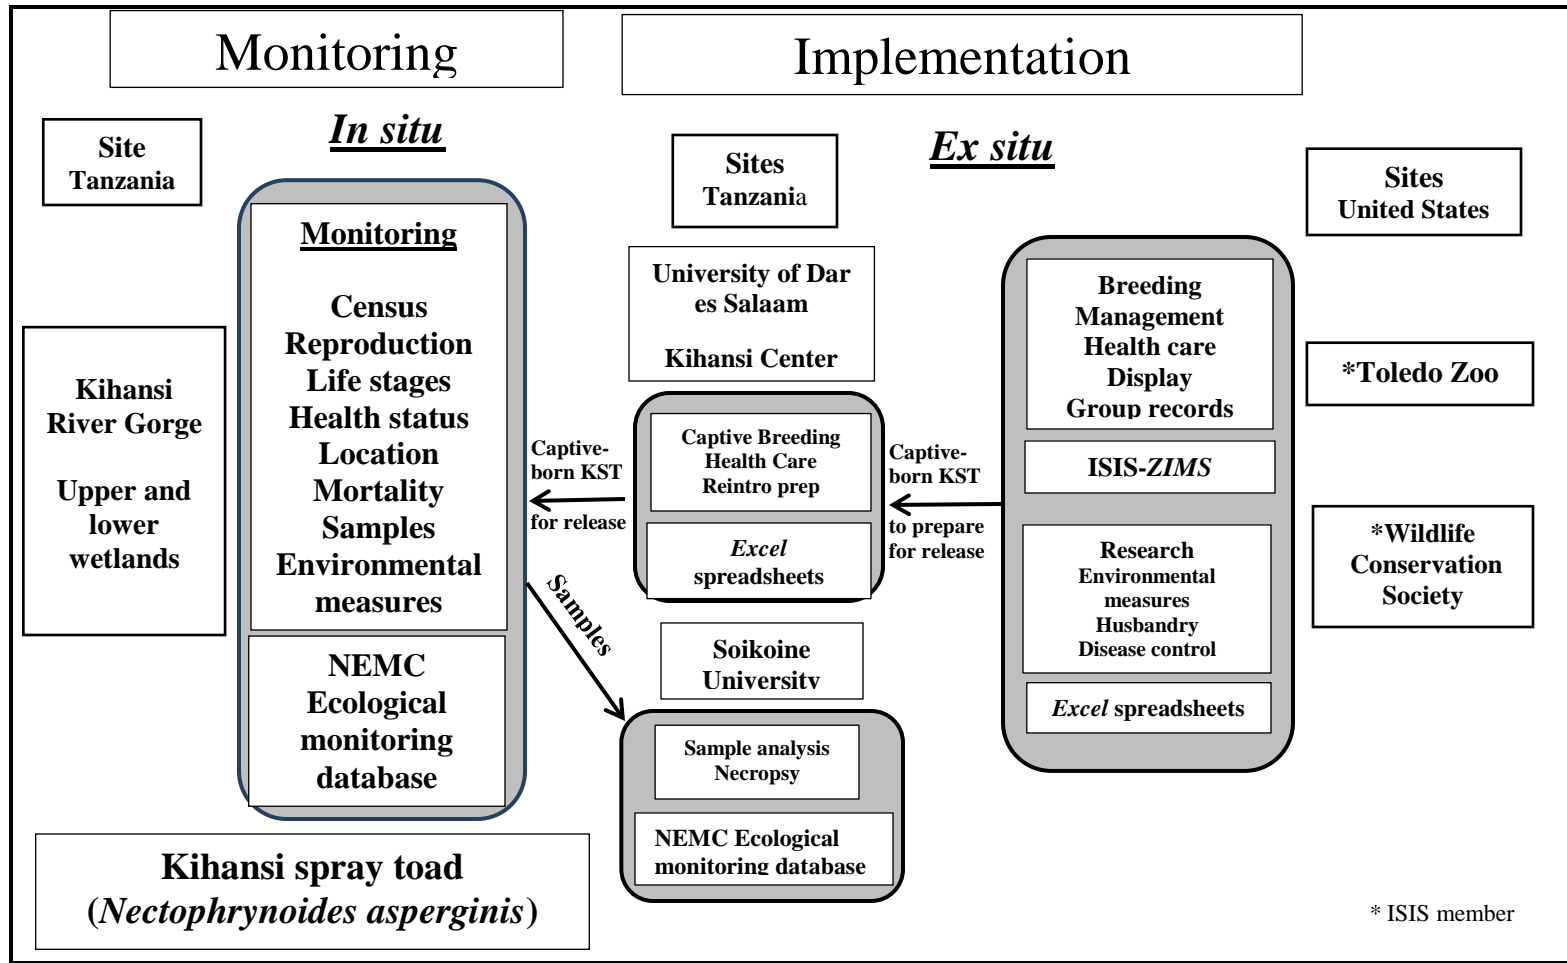 Monitoring
Implementation
In situ
Ex situ
Site
Tanzania
Kihansi
River Gorge
Upper and
lower
wetlands
Monitoring
Census
Reproduction
Life stages
Health status
Location
Mortality
Samples
Environmental
measures
NEMC
Ecological
monitoring
database
Kihansi spray toad
(Nectophrynoides asperginis)
Captive-
born KST
for release
Samples
Sites
Tanzania
University of Dar
es Salaam
Kihansi Center
Captive Breeding
Health Care
Reintro prep
Excel
spreadsheets
Soikoine
University
Sample analysis
Necropsy
NEMC Ecological
monitoring database
Captive-
born KST
to prepare
for release
Breeding
Management
Health care
Display
Group records
ISIS-ZIMS
Research
Environmental
measures
Husbandry
Disease control
Excel spreadsheets
Sites
United States
*Toledo Zoo
*Wildlife
Conservation
Society
* ISIS member